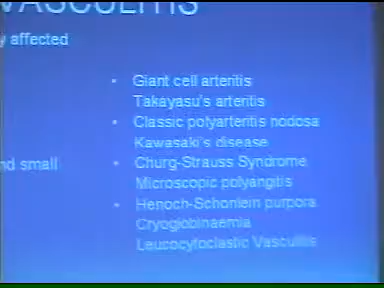 VASCULITIS
y affected
• Giant cell arteritis
Takayasu's arteritis
• Classic polyarteritis nodosa
Kawasaki's disease
nd small
• Churg-Strauss Syndrome
Microscopic polyangitis
• Henoch-Schonlein purpora
Cryoglobinaemia
Leucocytoclastic Vasculitis